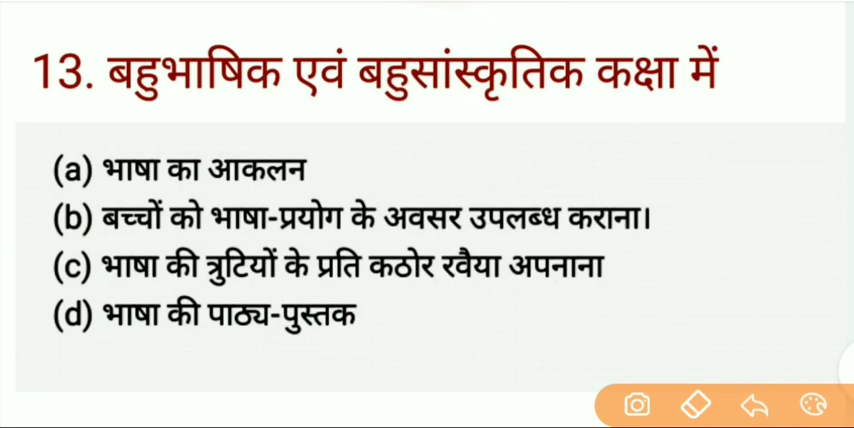 13. बहुभाषिक एवं बहुसांस्कृतिक कक्षा में
(a) भाषा का आकलन
(b) बच्चों को भाषा-प्रयोग के अवसर उपलब्ध कराना।
(c) भाषा की त्रुटियों के प्रति कठोर रवैया अपनाना
(d) भाषा की पाठ्य-पुस्तक